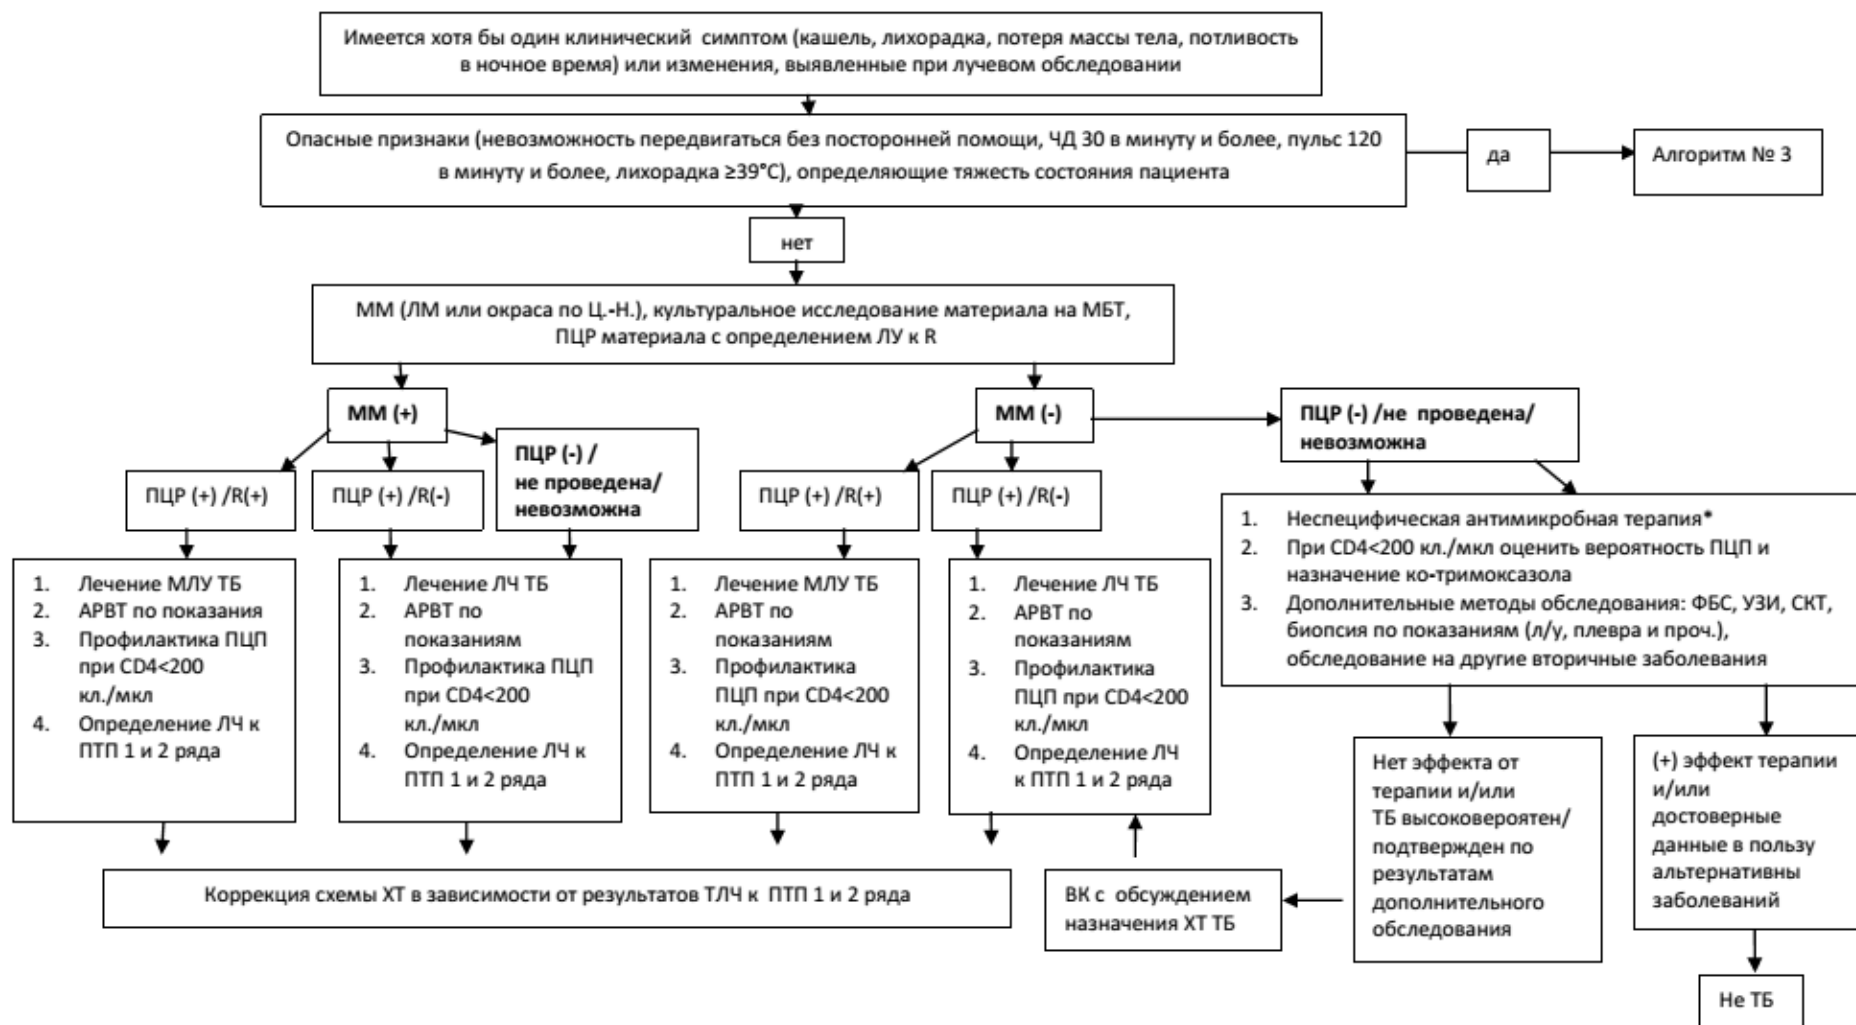 Имеется хотя бы один клинический симптом (кашель, лихорадка, потеря массы тела, потливость
в ночное время) или изменения, выявленные при лучевом обследовании
Опасные признаки (невозможность передвигаться без посторонней помощи, ЧД 30 в минуту и более, пульс 120
в минуту и более, лихорадка ≥39°С), определяющие тяжесть состояния пациента
да
Алгоритм № 3
нет
ММ (ЛМ или окраса по Ц.-Н.), культуральное исследование материала на МБТ,
ПЦР материала с определением ЛУ к R
ММ (+)
ММ (-)
ПЦР (-) /не проведена/
невозможна
ПЦР (-) /
не проведена/
невозможна
ПЦР (+) /R(+)
ПЦР (+) /R(-)
ПЦР (+) /R(+)
ПЦР (+) /R(-)
1. Лечение МЛУ ТБ
2. АРВТ по показания
3. Профилактика ПЦП
при CD4<200
кл./мкл
4. Определение ЛЧ к
ПТП 1 и 2 ряда
1. Лечение ЛЧ ТБ
2. АРВТ по
показаниям
3. Профилактика ПЦП
при CD4<200
кл./мкл
4. Определение ЛЧ к
ПТП 1 и 2 ряда
1. Лечение МЛУ ТБ
2. АРВТ по
показаниям
3. Профилактика
ПЦП при CD4<200
кл./мкл
4. Определение ЛЧ к
ПТП 1 и 2 ряда
1. Лечение ЛЧ ТБ
2. АРВТ по
показаниям
3. Профилактика
ПЦП при CD4<200
кл./мкл
4. Определение ЛЧ
к ПТП 1 и 2 ряда
1. Неспецифическая антимикробная терапия*
2. При CD4<200 кл./мкл оценить вероятность ПЦП и
назначение ко-тримоксазола
3. Дополнительные методы обследования: ФБС, УЗИ, СКТ,
биопсия по показаниям (л/у, плевра и проч.),
обследование на другие вторичные заболевания
Нет эффекта от
терапии и/или
ТБ высоковероятен/
подтвержден по
результатам
дополнительного
обследования
(+) эффект терапии
и/или
достоверные
данные в пользу
альтернативны
заболеваний
Коррекция схемы ХТ в зависимости от результатов ТЛЧ к ПТП 1 и 2 ряда
ВК с обсуждением
назначения ХТ ТБ
Не ТБ